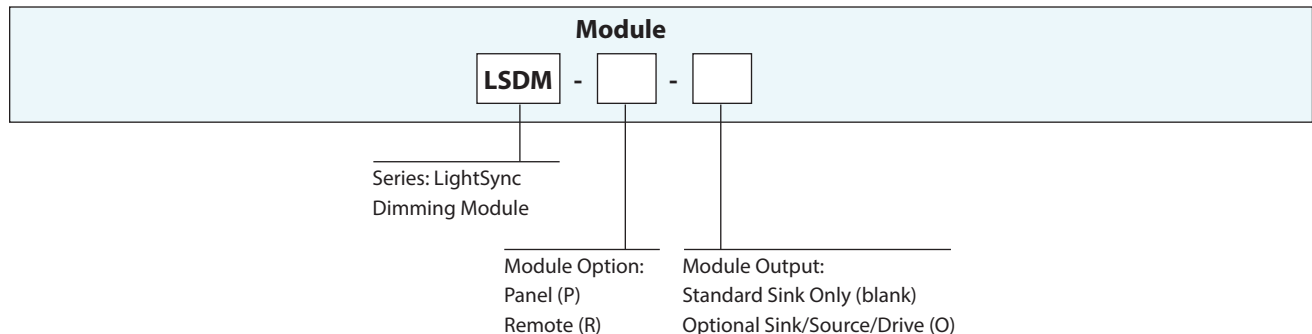 Module
LSDM - -
Series: LightSync
Dimming Module
Module Option:
Panel (P)
Remote (R)
Module Output:
Standard Sink Only (blank)
Optional Sink/Source/Drive (O)